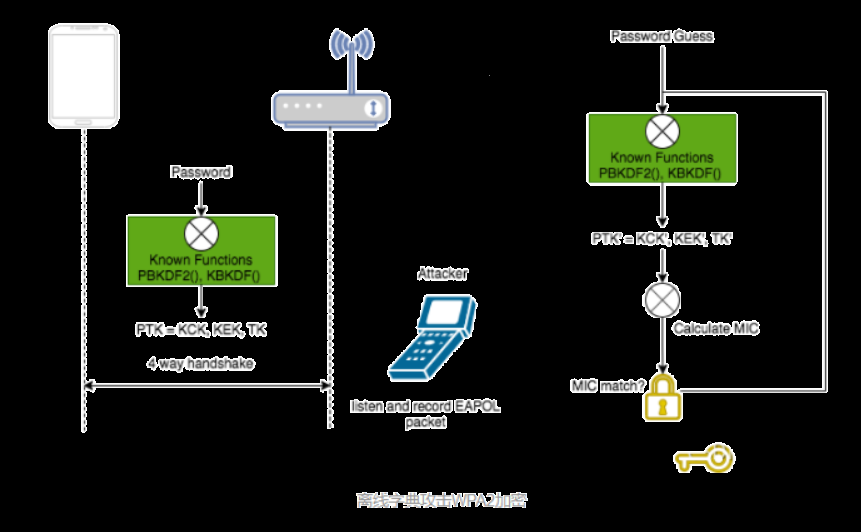 Password Guess
Known Functions
PBKDF2(), KBKDF()
PTK' = KCK', KEK', TK'
Calculate MIC
MIC match?
Password
Known Functions
PBKDF2(), KBKDF()
PTK = KCK, KEK, TK
4 way handshake
Attacker
listen and record EAPOL
packet
离线字典攻击WPA2加密